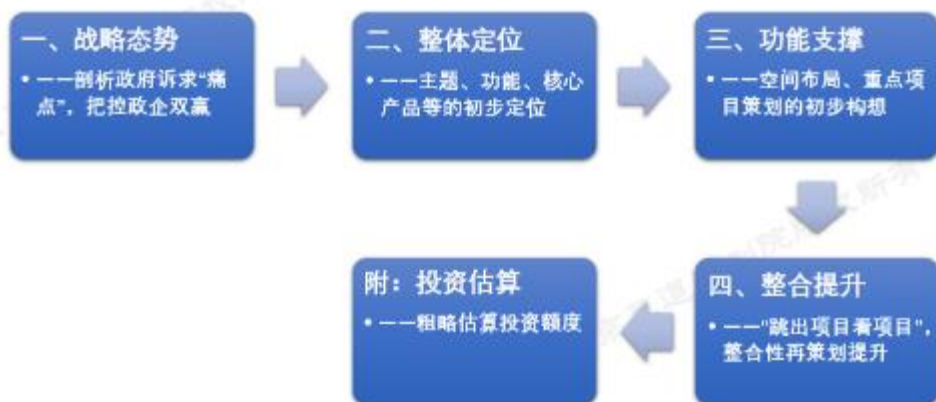 一、战略态势
• ——剖析政府诉求“痛
点”，把控政企双赢
二、整体定位
• ——主题、功能、核心
产品等的初步定位
三、功能支撑
• ——空间布局、重点项
目策划的初步构想
四、整合提升
• ——“跳出项目看项目”，
整合性再策划提升
附：投资估算
• ——粗略估算投资额度